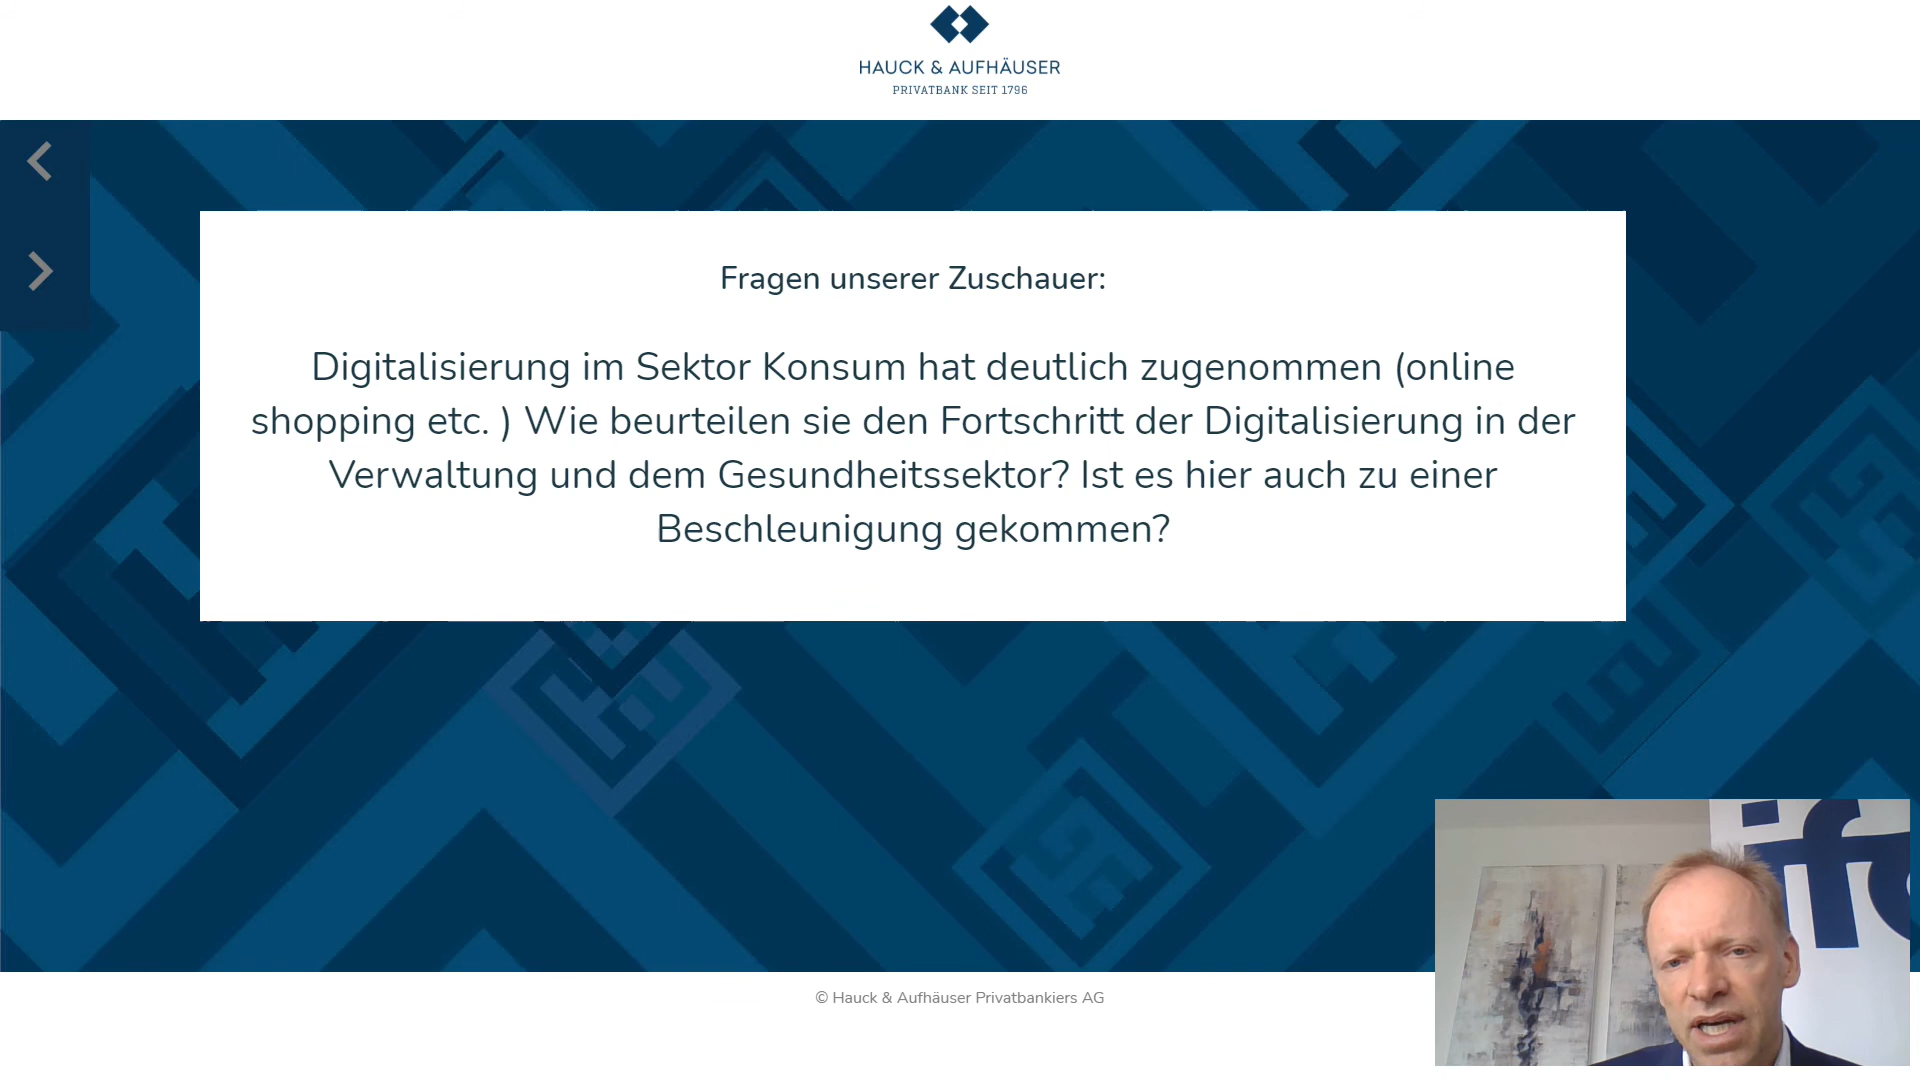 HAUCK & AUFHÄUSER
PRIVATBANK SEIT 1796
Fragen unserer Zuschauer:
Digitalisierung im Sektor Konsum hat deutlich zugenommen (online
shopping etc. ) Wie beurteilen sie den Fortschritt der Digitalisierung in der
Verwaltung und dem Gesundheitssektor? Ist es hier auch zu einer
Beschleunigung gekommen?
© Hauck & Aufhäuser Privatbankiers AG